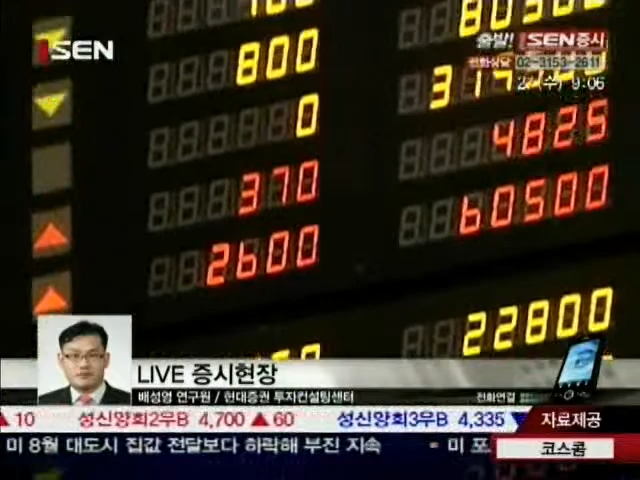 SEN
출발! SEN증시
전화상담 02-3153-2611
27(수) 9:06
800
0
4825
370
60500
2600
22800
LIVE 증시현장
배성영 연구원 / 현대증권 투자컨설팅센터
전화연결
▲10 성신양회2우B 4,700 ▲60 성신양회3우B 4,335 ▼
자료제공
미 8월 대도시 집값 전달보다 하락해 부진 지속 ▪ 미 포
코스콤